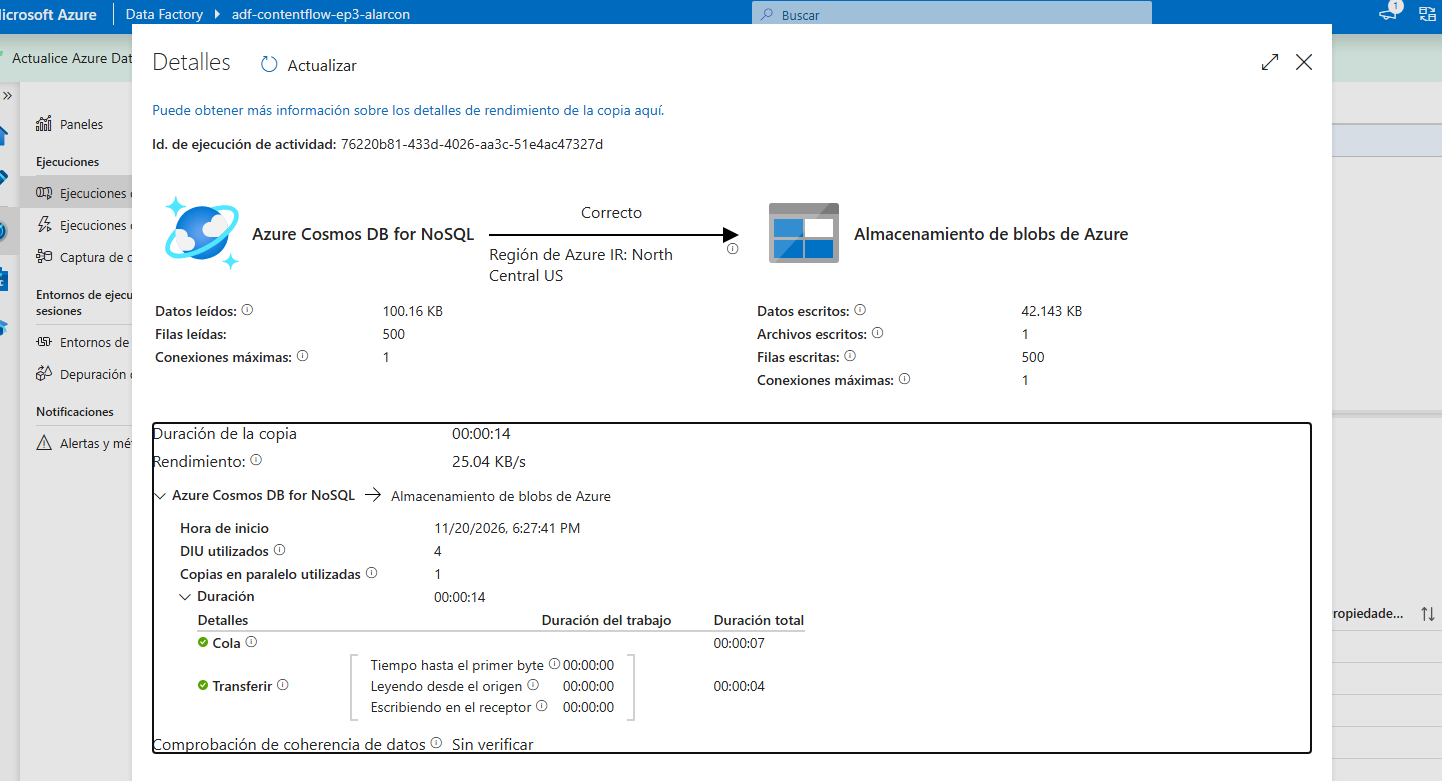 Microsoft Azure Data Factory adf-contentflow-ep3-alarcon Buscar 1
Actualice Azure Dat
Detalles Actualizar
Puede obtener más información sobre los detalles de rendimiento de la copia aquí.
Id. de ejecución de actividad: 76220b81-433d-4026-aa3c-51e4ac47327d
Paneles
Ejecuciones
Ejecuciones
Ejecuciones
Captura de c
Entornos de ejecu
sesiones
Entornos de
Depuración
Notificaciones
Alertas y mé
Azure Cosmos DB for NoSQL
Correcto
Región de Azure IR: North
Central US
Almacenamiento de blobs de Azure
Datos leídos: 100.16 KB
Filas leídas: 500
Conexiones máximas: 1
Datos escritos: 42.143 KB
Archivos escritos: 1
Filas escritas: 500
Conexiones máximas: 1
Duración de la copia 00:00:14
Rendimiento: 25.04 KB/s
Azure Cosmos DB for NoSQL → Almacenamiento de blobs de Azure
Hora de inicio 11/20/2026, 6:27:41 PM
DIU utilizados 4
Copias en paralelo utilizadas 1
Duración 00:00:14
Detalles Duración del trabajo Duración total
Cola 00:00:07
Tiempo hasta el primer byte 00:00:00
Transferir Leyendo desde el origen 00:00:00 00:00:04
Escribiendo en el receptor 00:00:00
Comprobación de coherencia de datos Sin verificar
ropiedade...